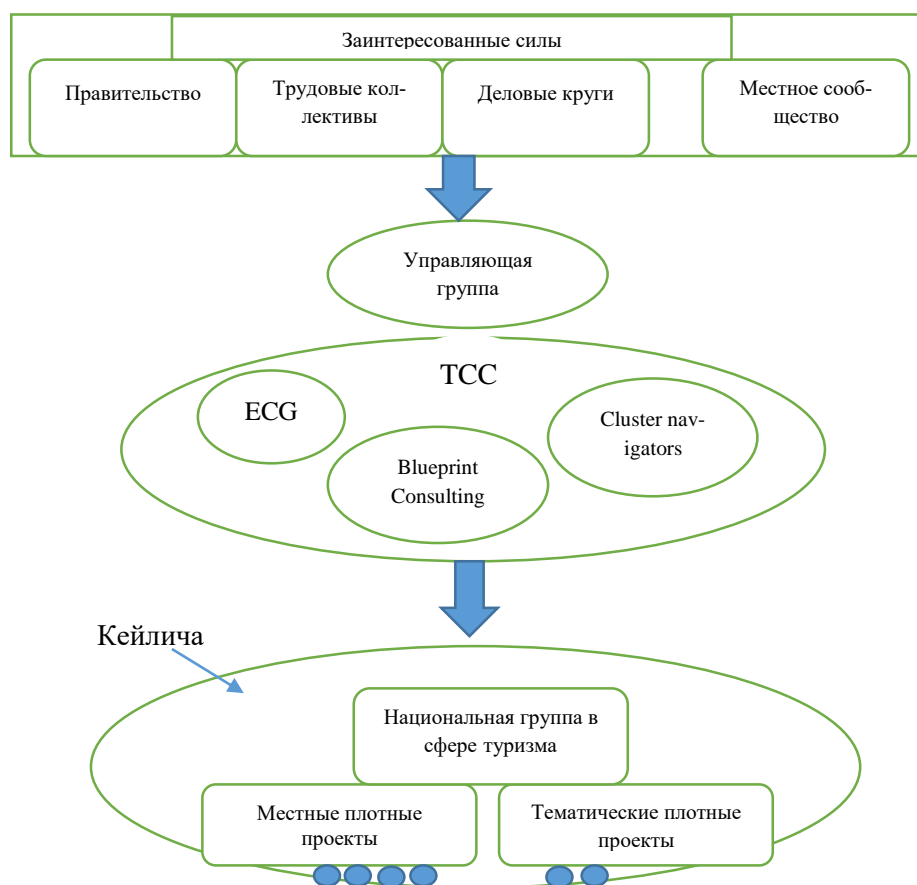 Заинтересованные силы
Правительство
Трудовые кол-
лективы
Деловые круги
Местное сооб-
щество
Управляющая
группа
ТСС
ECG
Cluster nav-
igators
Blueprint
Consulting
Кейлича
Национальная группа в
сфере туризма
Местные плотные
проекты
Тематические плотные
проекты